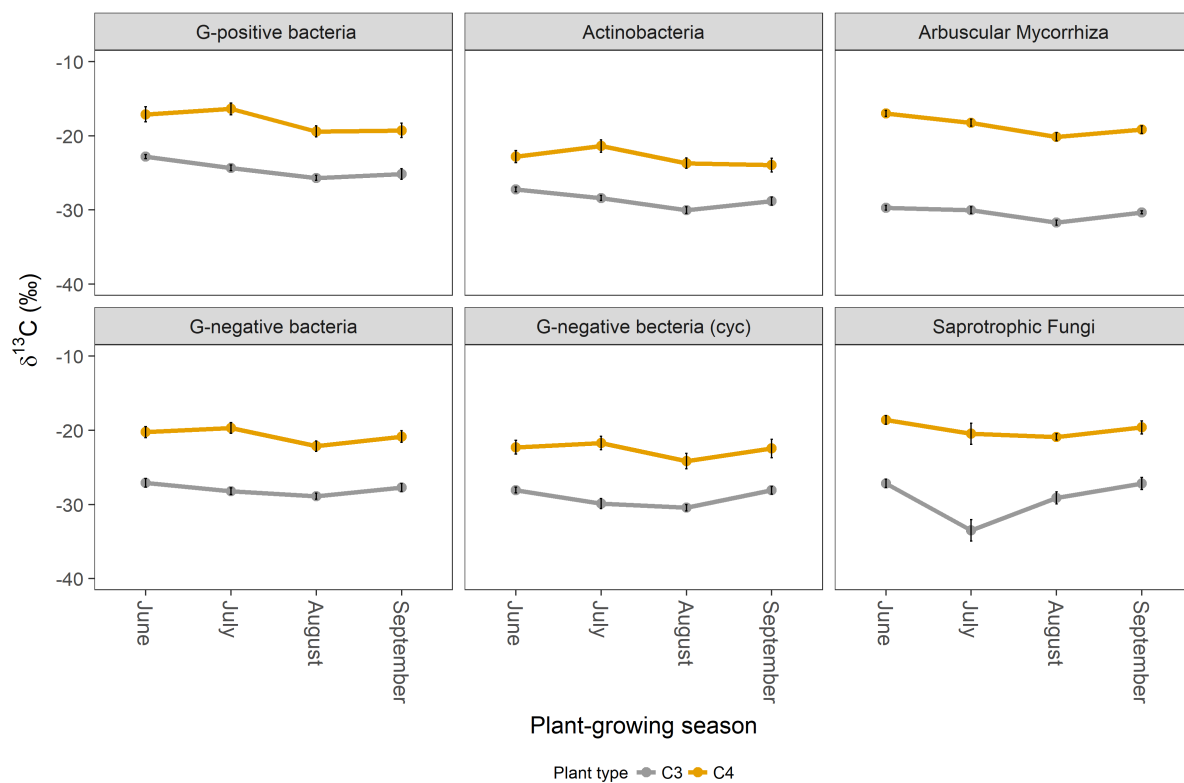 G-positive bacteria
Actinobacteria
Arbuscular Mycorrhiza
-10
-20
-30
-40
G-negative bacteria
G-negative becteria (cyc)
Saprotrophic Fungi
-10
-20
-30
-40
δ¹³C (‰)
June
July
August
September
June
July
August
September
June
July
August
September
Plant-growing season
Plant type C3 C4